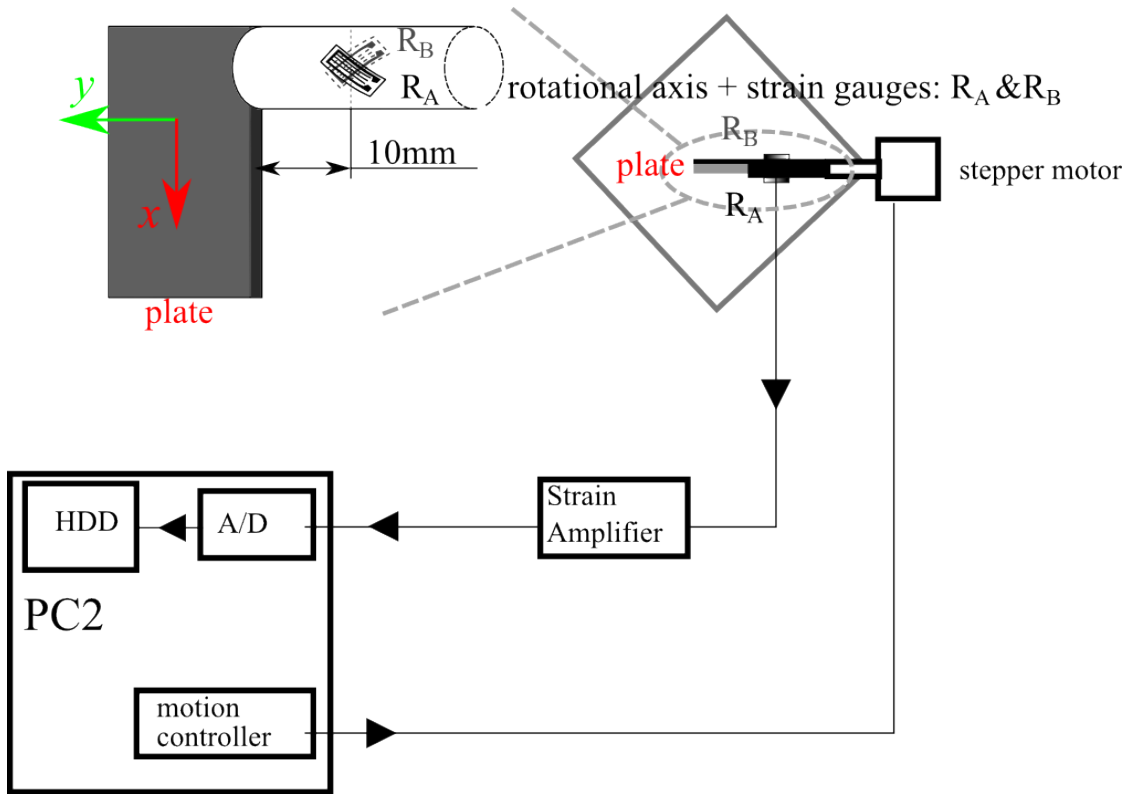 R_B
y
R_A
rotational axis + strain gauges: R_A &R_B
10mm
R_B
plate
stepper motor
x
R_A
plate
Strain
Amplifier
HDD
A/D
PC2
motion
controller